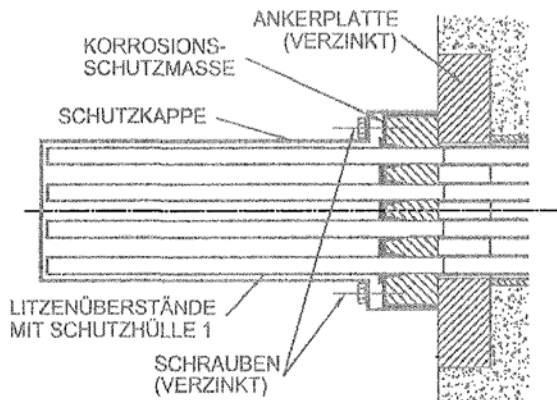 ANKERPLATTE
(VERZINKT)
KORROSIONS-
SCHUTZMASSE
SCHUTZKAPPE
LITZENÜBERSTÄNDE
MIT SCHUTZHÜLLE 1
SCHRAUBEN
(VERZINKT)